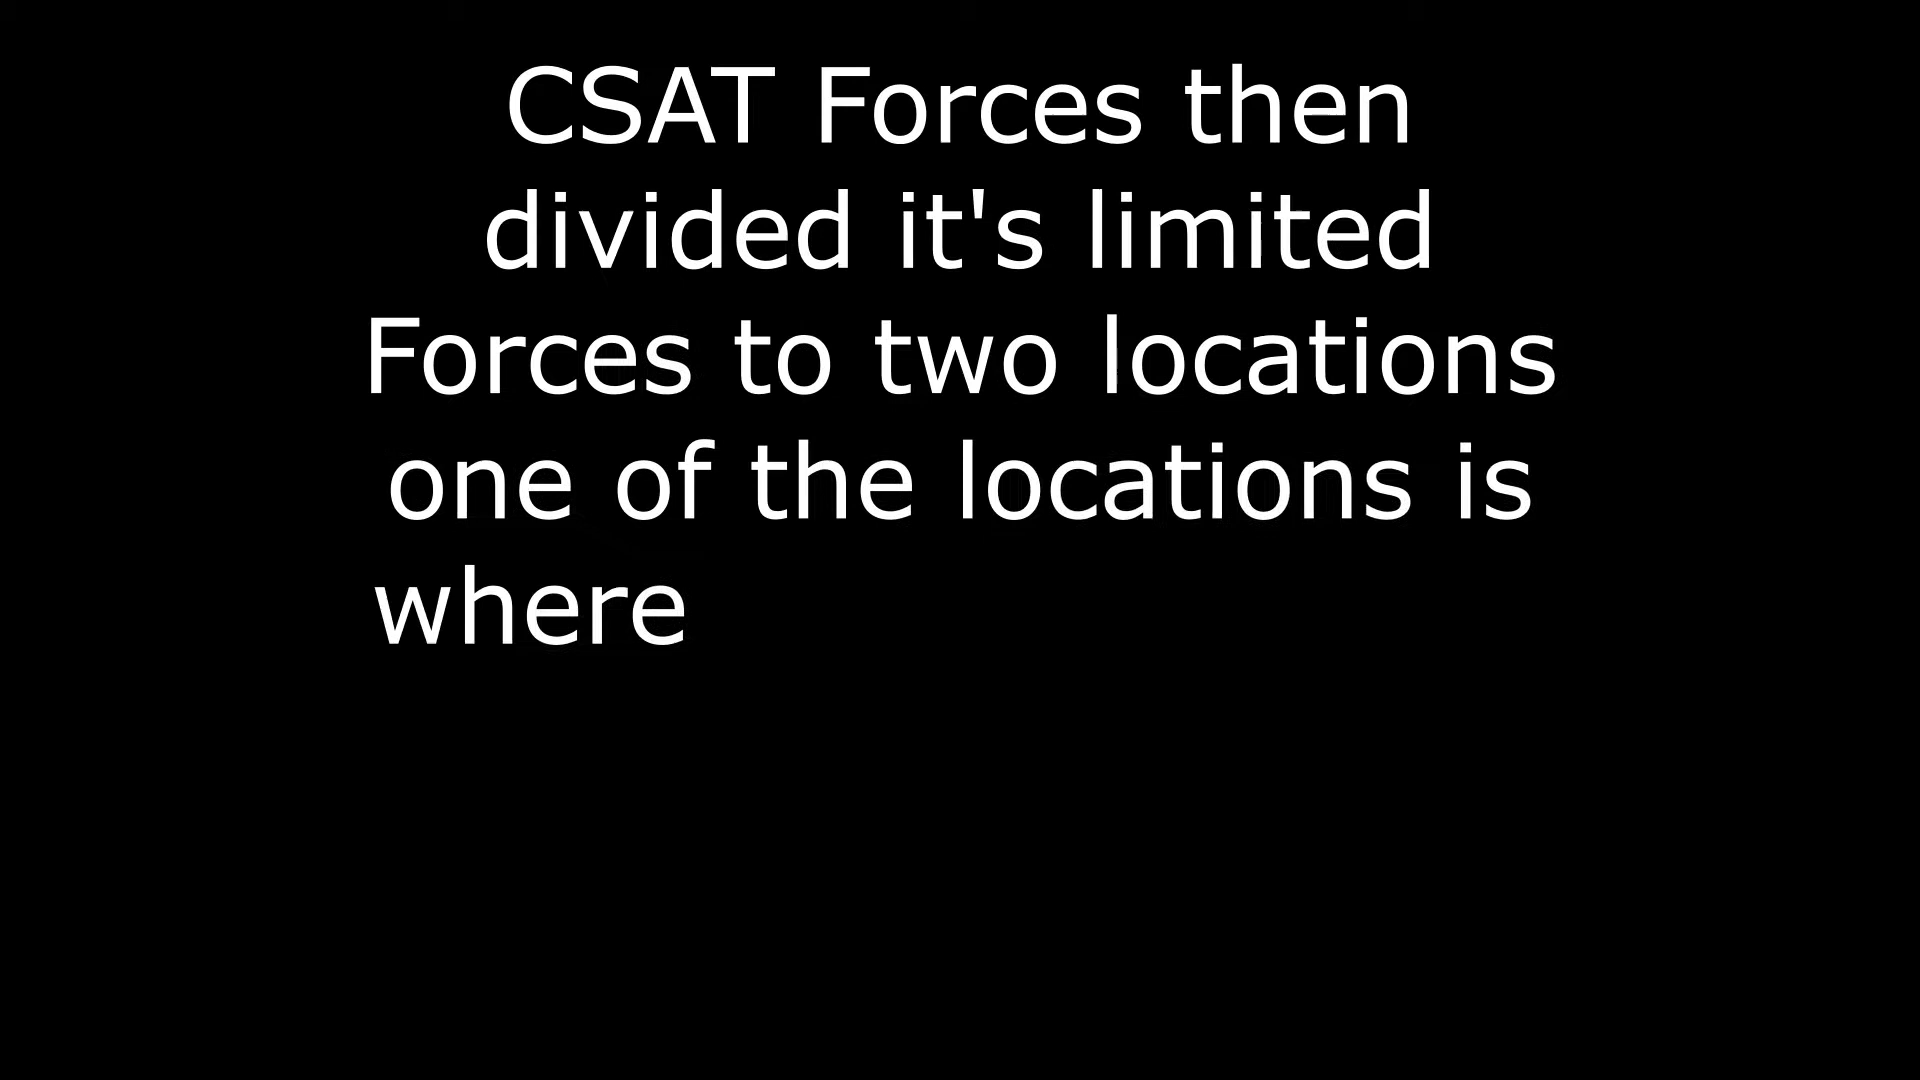 CSAT Forces then
divided it's limited
Forces to two locations
one of the locations is
where